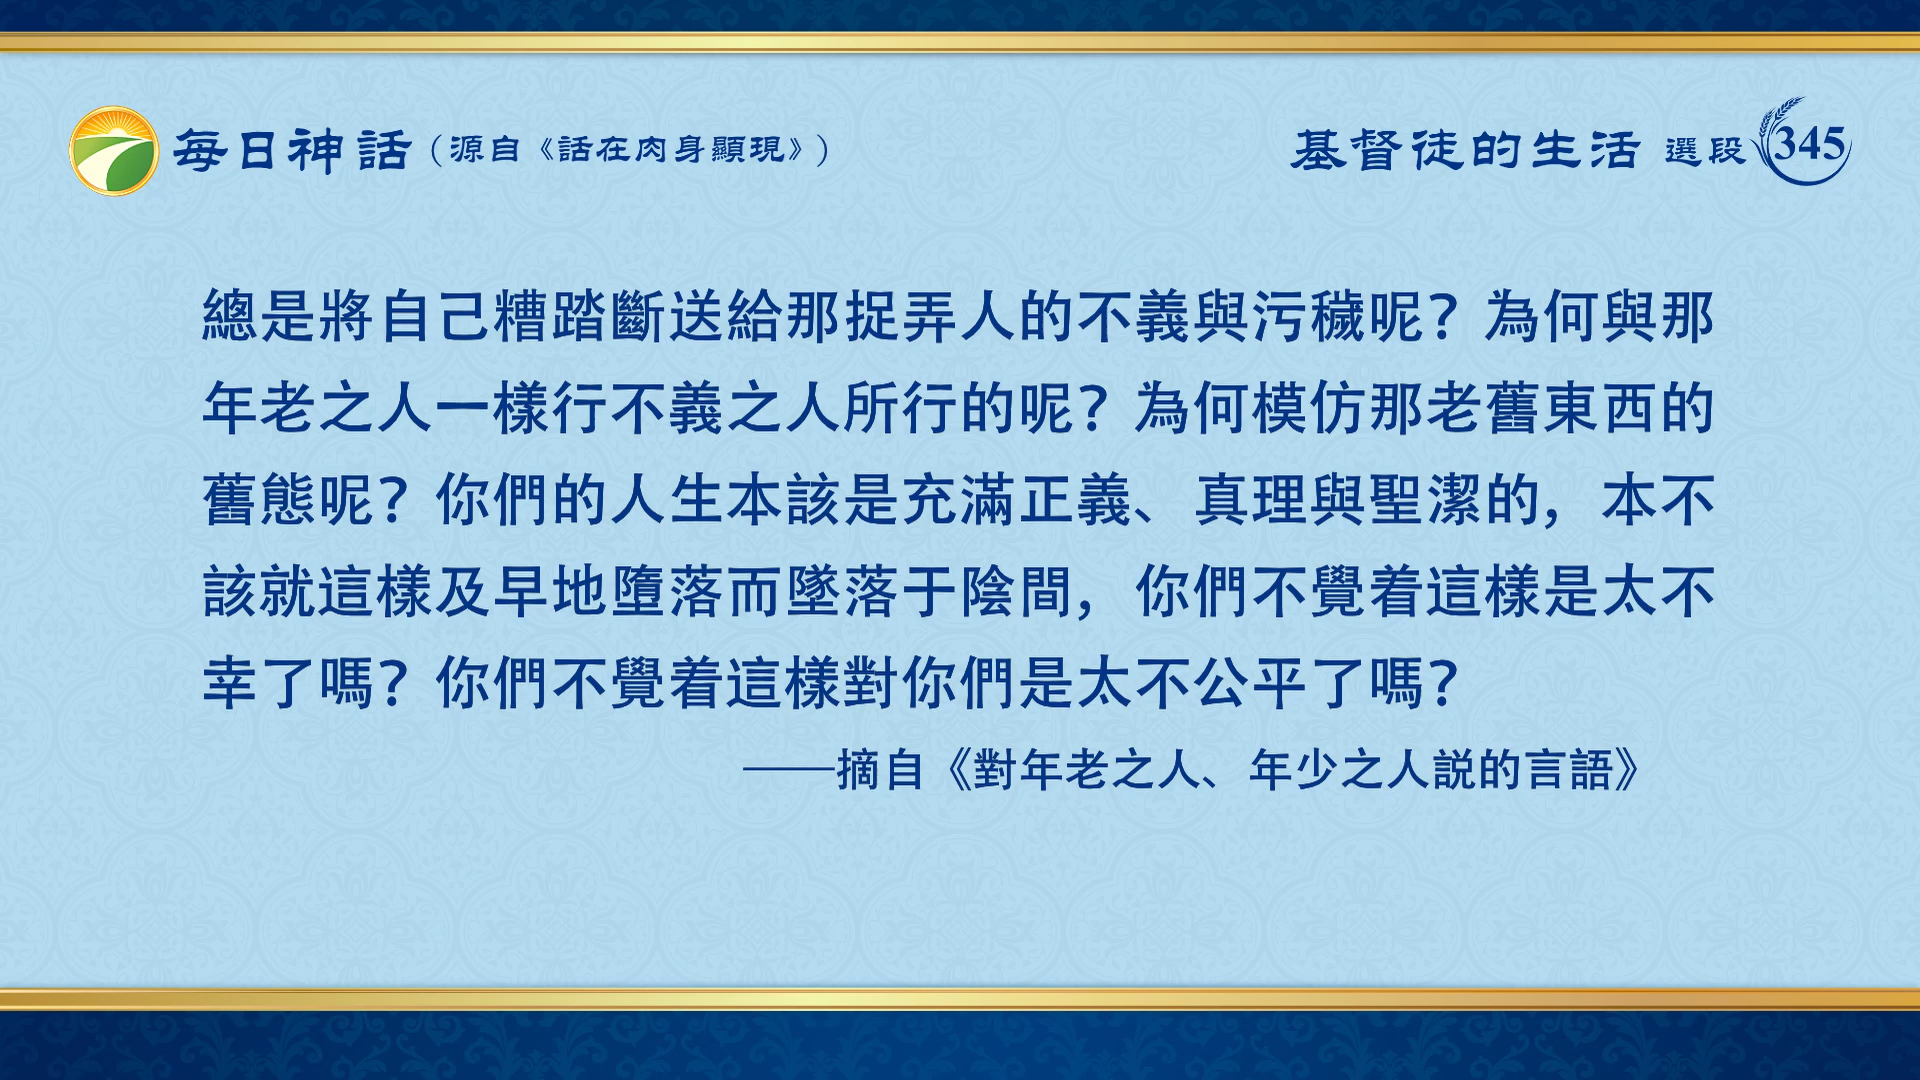 每日神話（源自《話在肉身顯現》）
基督徒的生活 選段 345
總是將自己糟踏斷送給那捉弄人的不義與污穢呢？為何與那
年老之人一樣行不義之人所行的呢？為何模仿那老舊東西的
舊態呢？你們的人生本該是充滿正義、真理與聖潔的，本不
該就這樣及早地墮落而墜落于陰間，你們不覺着這樣是太不
幸了嗎？你們不覺着這樣對你們是太不公平了嗎？
——摘自《對年老之人、年少之人説的言語》